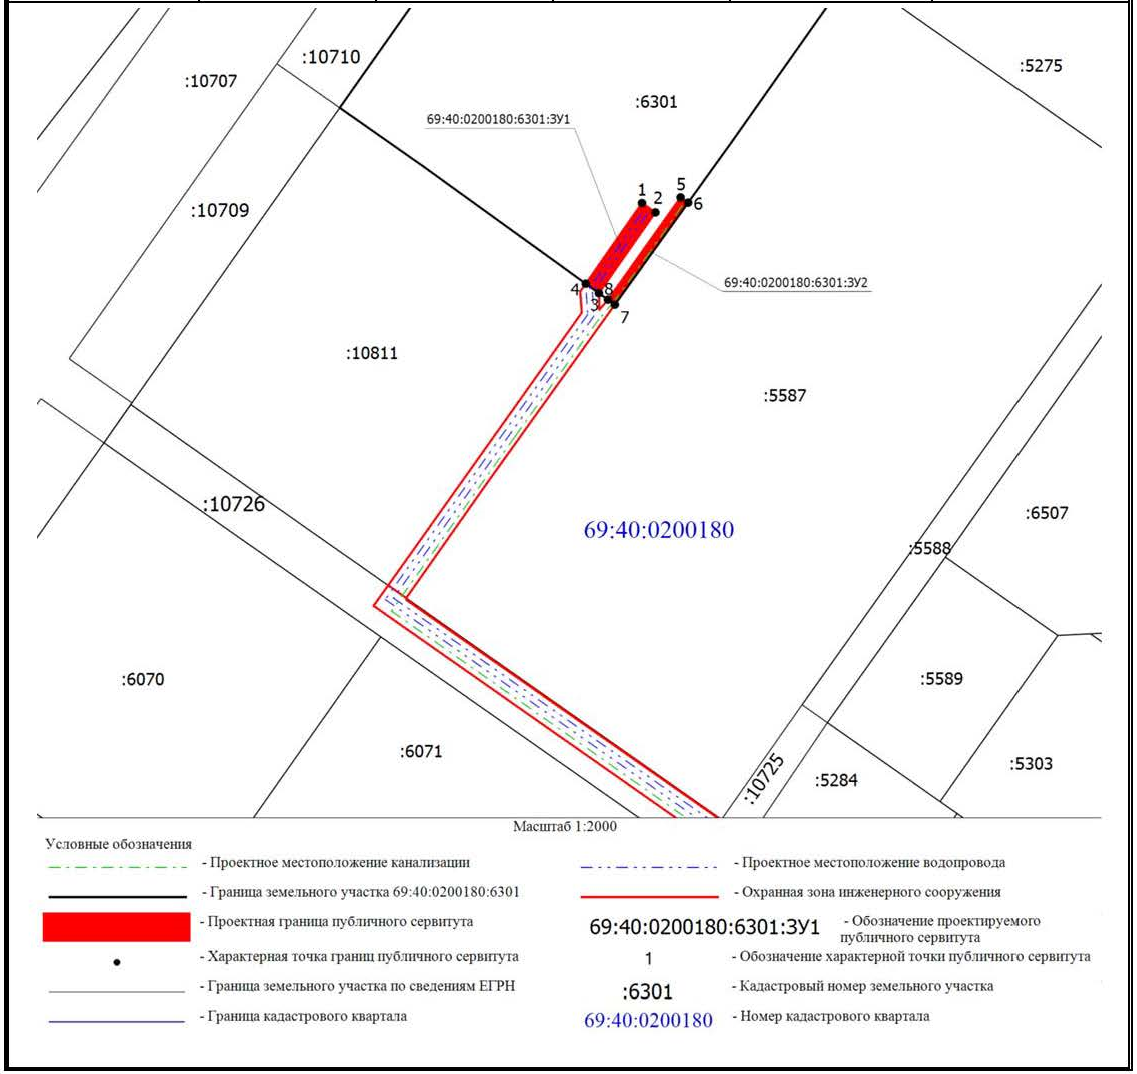 :10710
:5275
:10707
:6301
69:40:0200180:6301:ЗУ1
1
5
2
6
:10709
4
8
3
7
69:40:0200180:6301:ЗУ2
:10811
:5587
:10726
69:40:0200180
:6507
:5588
:6070
:5589
:6071
:10725
:5284
:5303
Масштаб 1:2000
Условные обозначения
- Проектное местоположение канализации
- Проектное местоположение водопровода
- Граница земельного участка 69:40:0200180:6301
- Охранная зона инженерного сооружения
- Проектная граница публичного сервитута
69:40:0200180:6301:ЗУ1 - Обозначение проектируемого
публичного сервитута
- Характерная точка границ публичного сервитута
1 - Обозначение характерной точки публичного сервитута
- Граница земельного участка по сведениям ЕГРН
:6301 - Кадастровый номер земельного участка
- Граница кадастрового квартала
69:40:0200180 - Номер кадастрового квартала